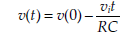 v(t) = v(0) − v_i t / RC